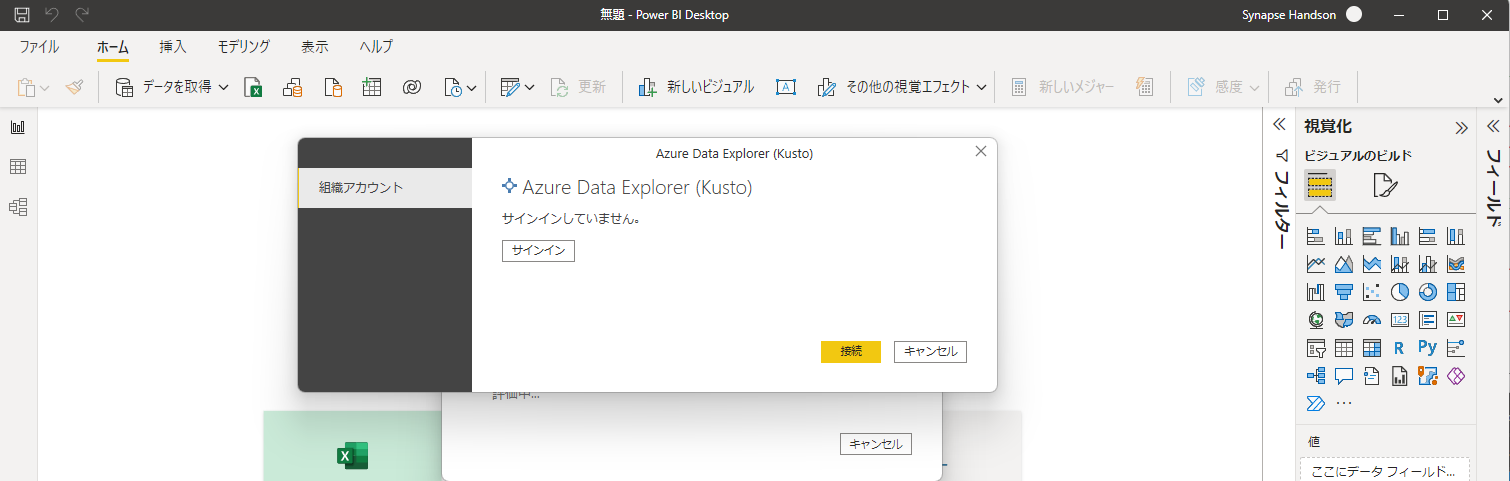 無題 - Power BI Desktop
Synapse Handson
ファイル
ホーム
挿入
モデリング
表示
ヘルプ
データを取得
更新
新しいビジュアル
A
その他の視覚エフェクト
新しいメジャー
感度
発行
Azure Data Explorer (Kusto)
組織アカウント
Azure Data Explorer (Kusto)
サインインしていません。
サインイン
接続
キャンセル
評価中...
キャンセル
フィルター
視覚化
ビジュアルのビルド
123
R
Py
値
ここにデータ フィールド...
フィールド